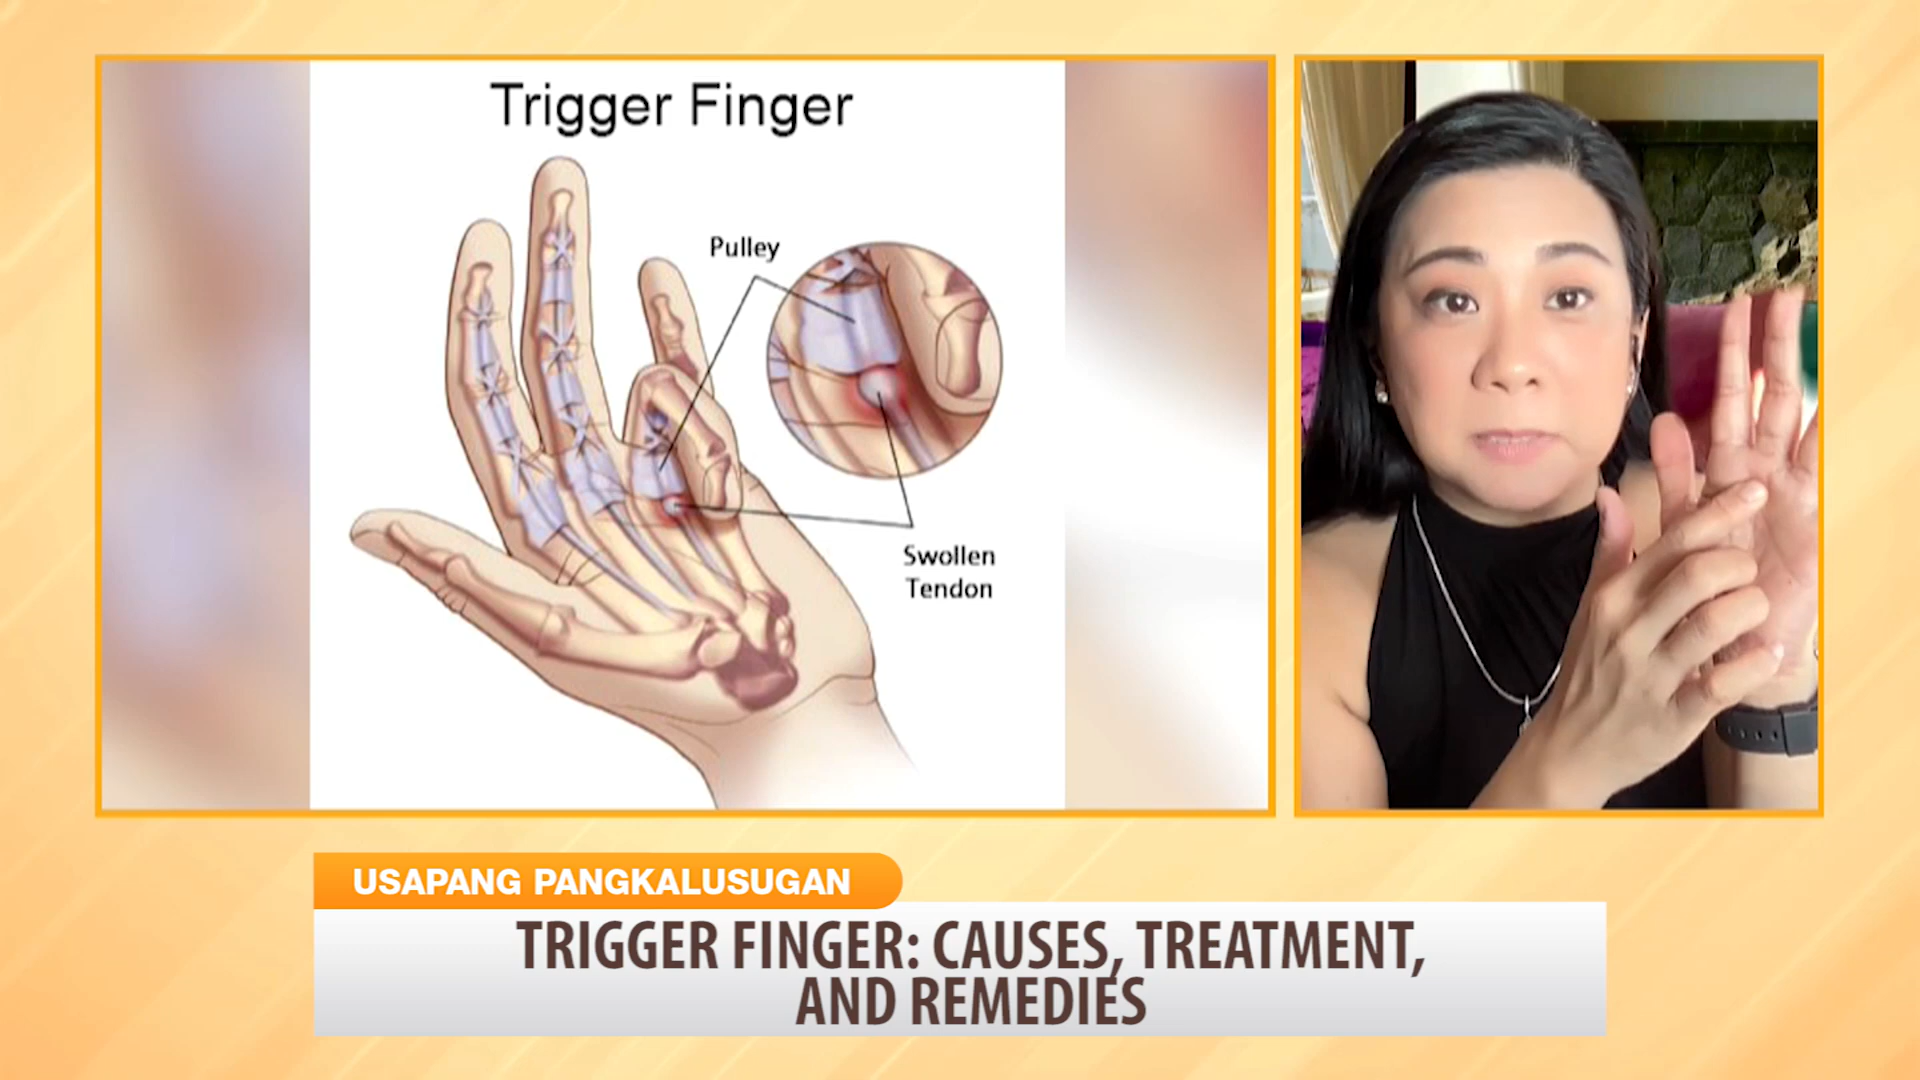 Trigger Finger
Pulley
Swollen
Tendon
USAPANG PANGKALUSUGAN
TRIGGER FINGER: CAUSES, TREATMENT,
AND REMEDIES